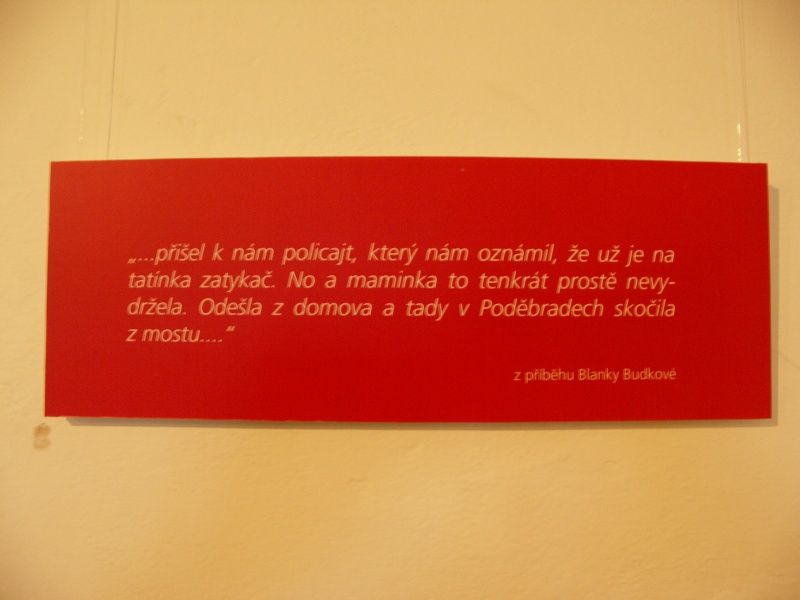 „...přišel k nám policajt, který nám oznámil, že už je na
tatínka zatykač. No a maminka to tenkrát prostě nevy-
držela. Odešla z domova a tady v Poděbradech skočila
z mostu...."
z příběhu Blanky Budkové